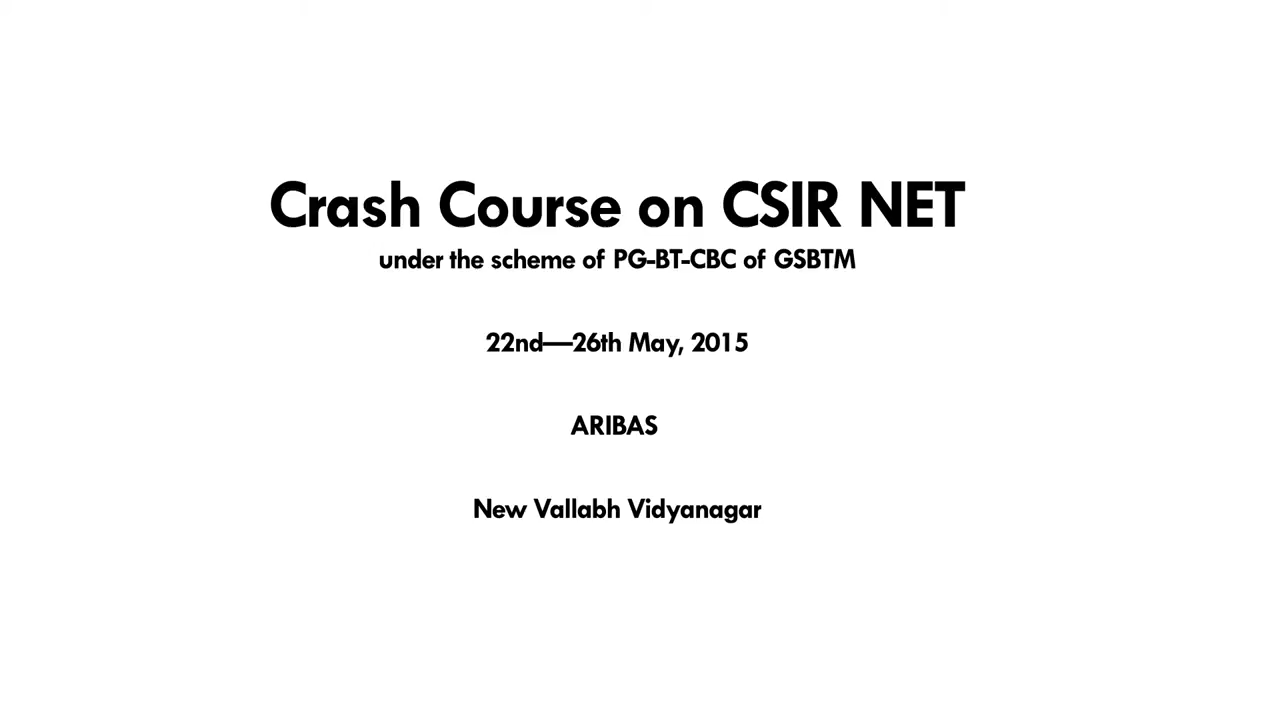 Crash Course on CSIR NET
under the scheme of PG-BT-CBC of GSBTM
22nd—26th May, 2015
ARIBAS
New Vallabh Vidyanagar